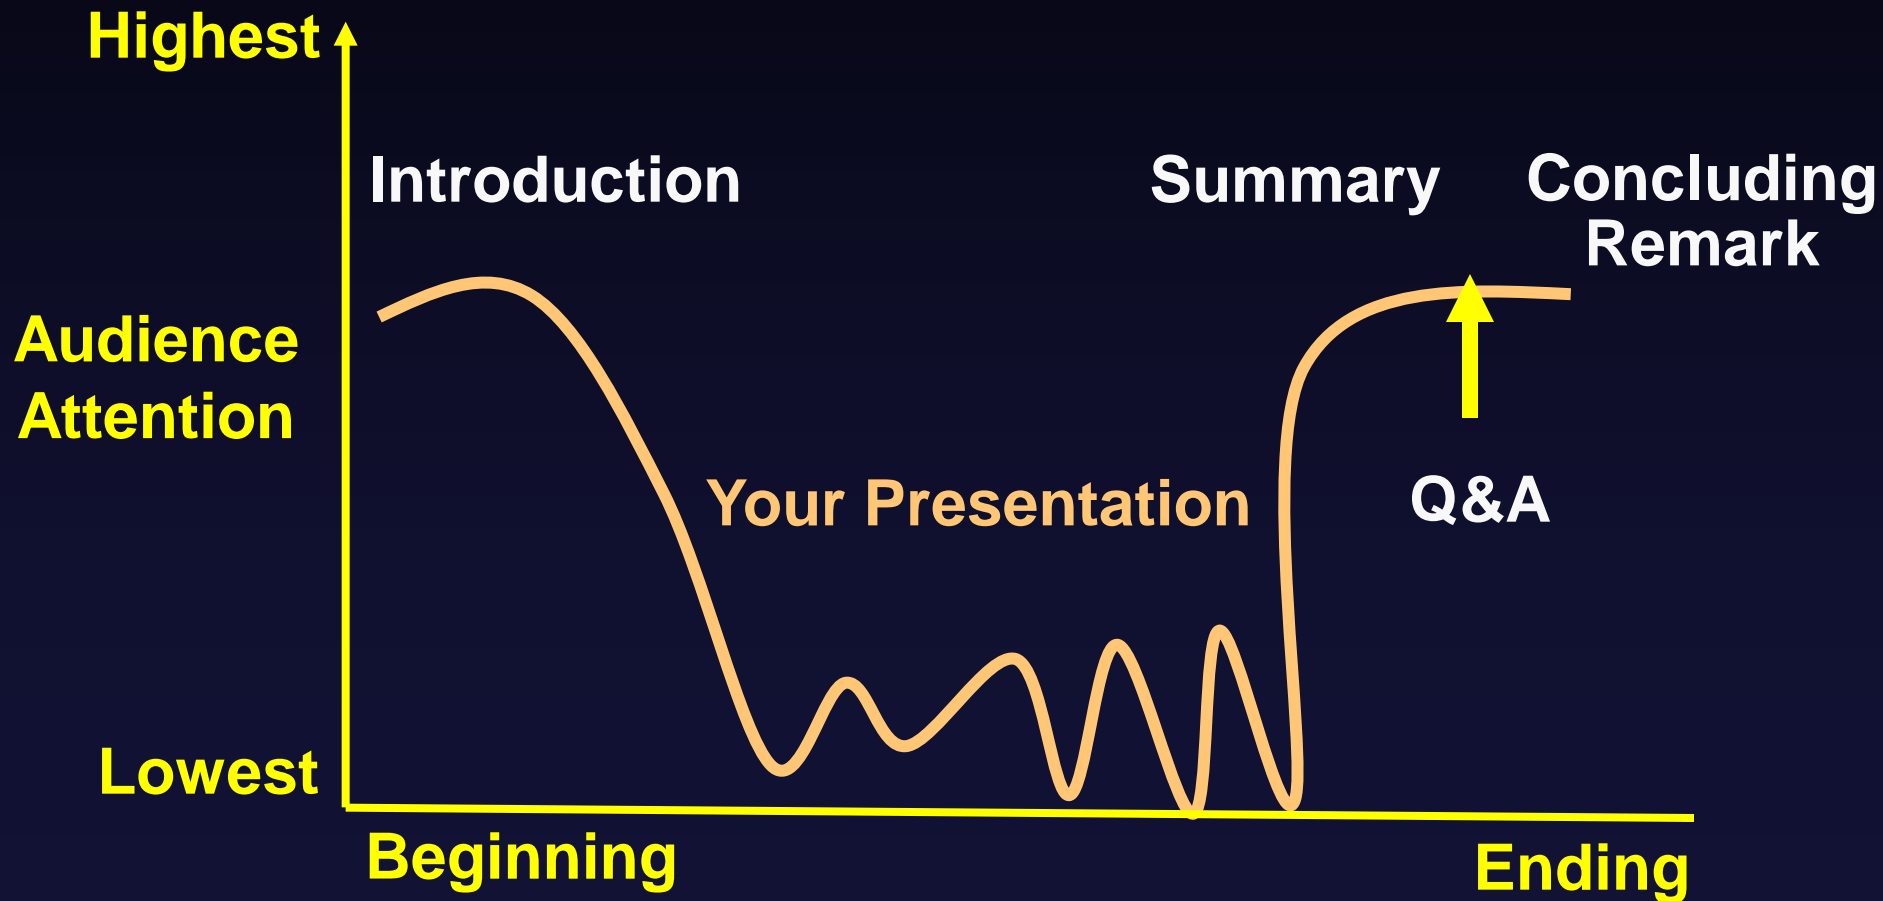 Highest
Introduction
Summary
Concluding
Remark
Audience
Attention
Your Presentation
Q&A
Lowest
Beginning
Ending